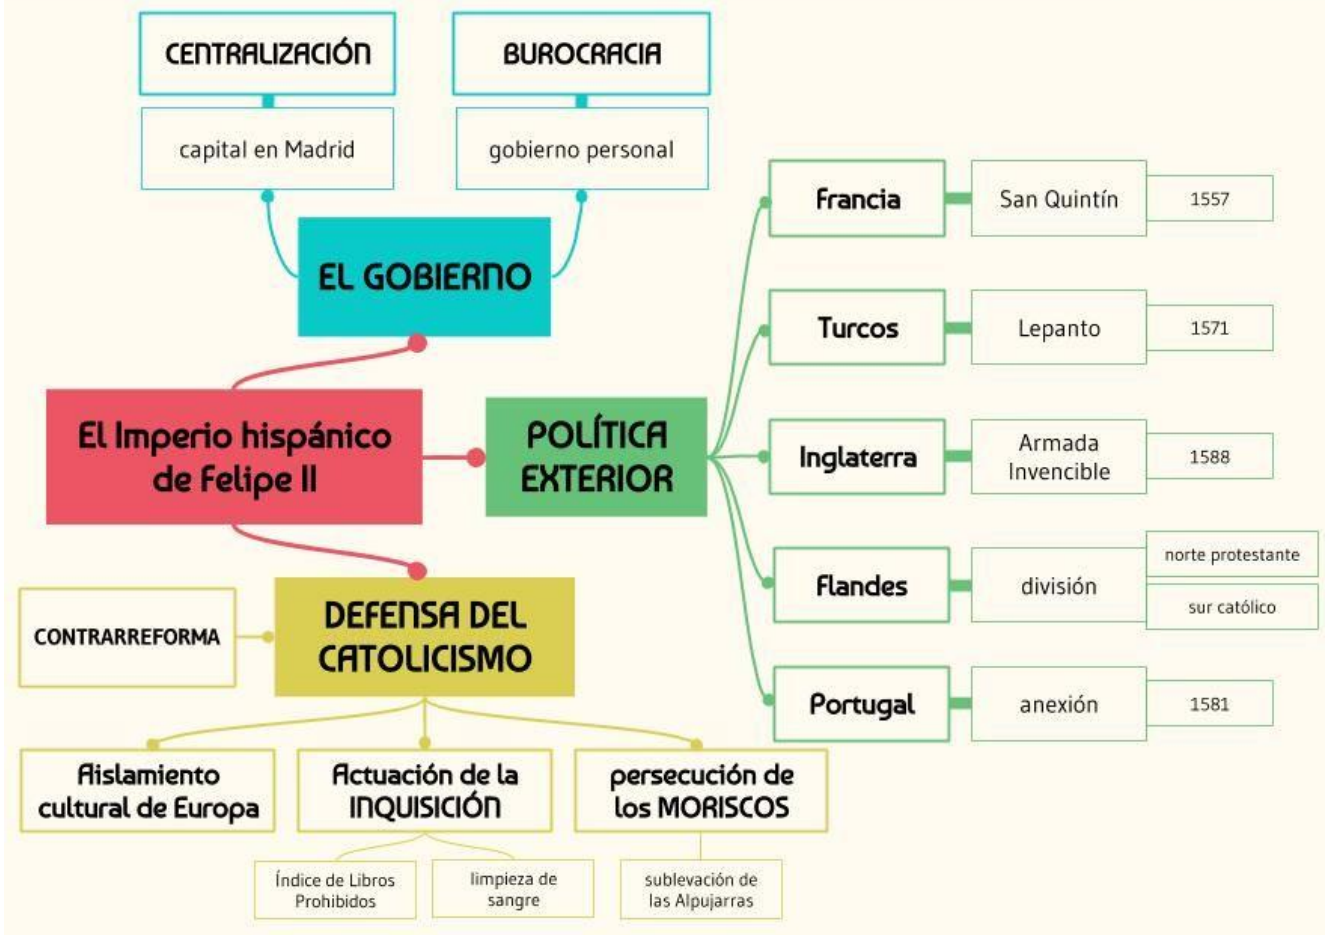 CENTRALIZACIÓN
capital en Madrid
BUROCRACIA
gobierno personal
EL GOBIERNO
El Imperio hispánico
de Felipe II
POLÍTICA
EXTERIOR
Francia
San Quintín
1557
Turcos
Lepanto
1571
Inglaterra
Armada
Invencible
1588
Flandes
división
norte protestante
sur católico
Portugal
anexión
1581
CONTRARREFORMA
DEFENSA DEL
CATOLICISMO
Aislamiento
cultural de Europa
Actuación de la
INQUISICIÓN
Índice de Libros
Prohibidos
limpieza de
sangre
persecución de
los MORISCOS
sublevación de
las Alpujarras